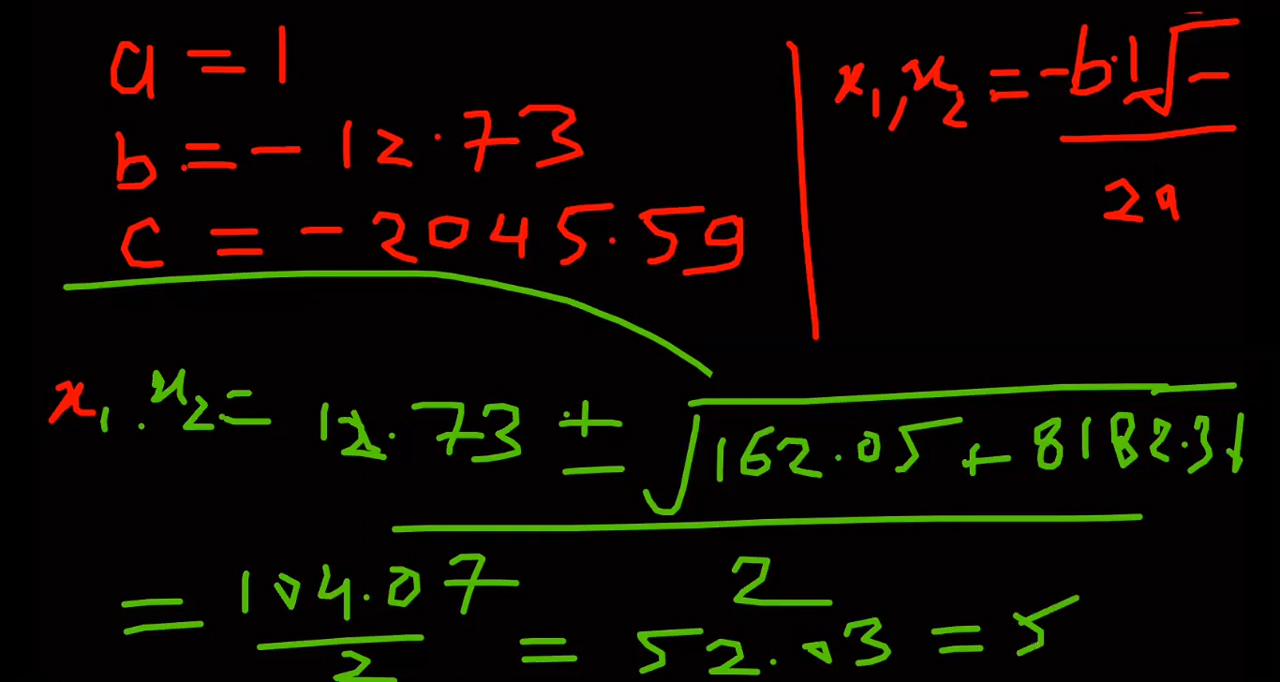 a = 1
b = - 12.73
c = - 2045.59
x₁, x₂ = -b ± √-
2a
x₁, x₂ = 12.73 ± √162.05 + 8182.31
2
= 104.07
2
= 52.03 = 5